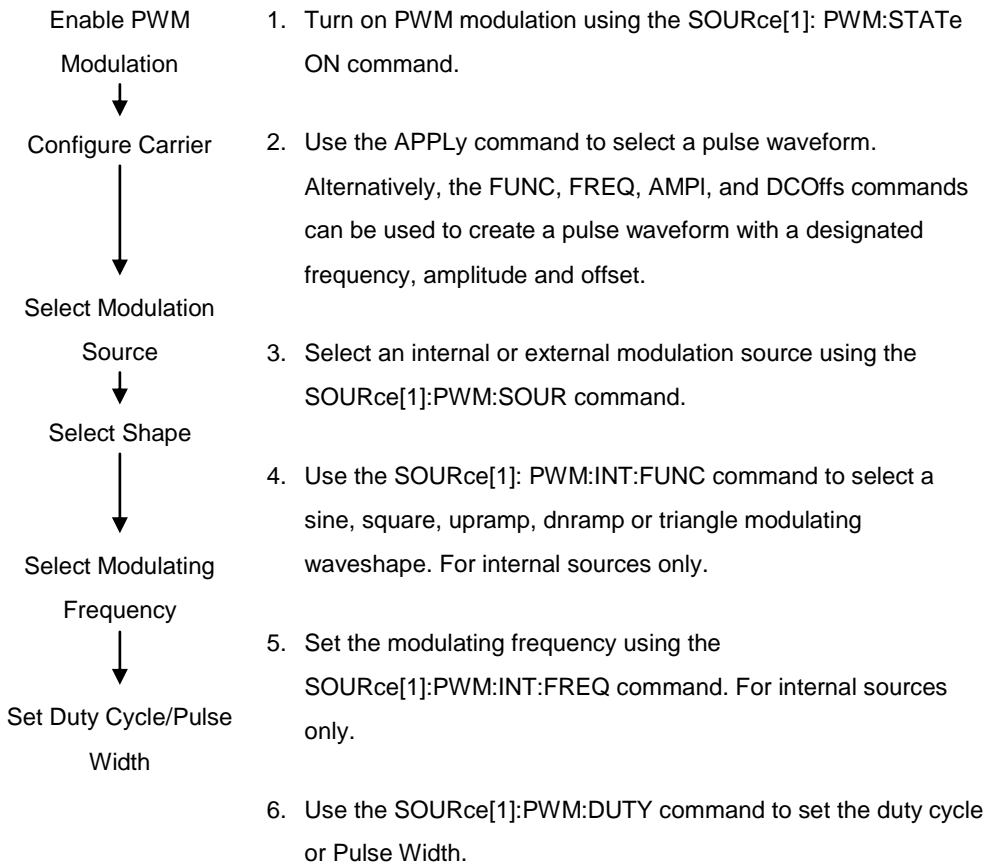 Enable PWM
Modulation
Configure Carrier
Select Modulation
Source
Select Shape
Select Modulating
Frequency
Set Duty Cycle/Pulse
Width
1. Turn on PWM modulation using the SOURce[1]: PWM:STATe
ON command.
2. Use the APPLy command to select a pulse waveform.
Alternatively, the FUNC, FREQ, AMPl, and DCOffs commands
can be used to create a pulse waveform with a designated
frequency, amplitude and offset.
3. Select an internal or external modulation source using the
SOURce[1]:PWM:SOUR command.
4. Use the SOURce[1]: PWM:INT:FUNC command to select a
sine, square, upramp, dnramp or triangle modulating
waveshape. For internal sources only.
5. Set the modulating frequency using the
SOURce[1]:PWM:INT:FREQ command. For internal sources
only.
6. Use the SOURce[1]:PWM:DUTY command to set the duty cycle
or Pulse Width.